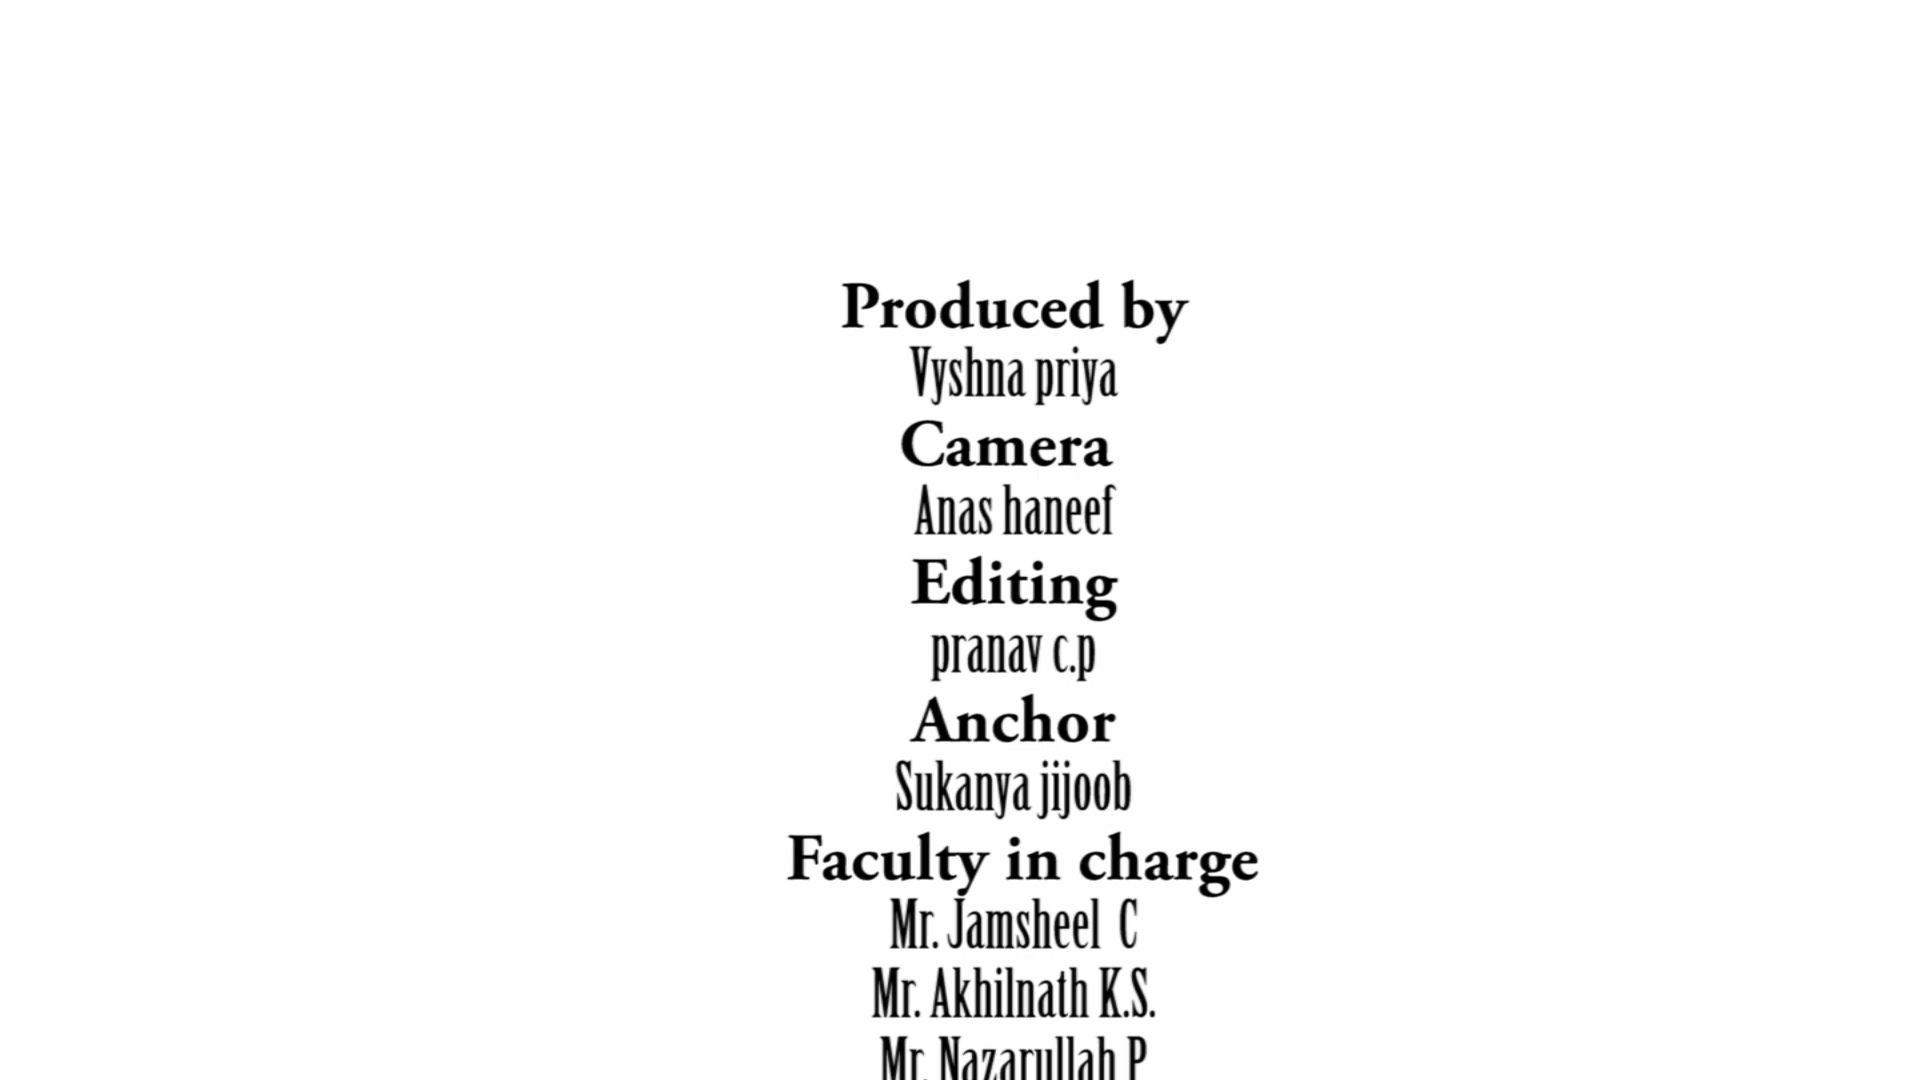 Produced by
Vyshna priya
Camera
Anas haneef
Editing
pranav c.p
Anchor
Sukanya jijoob
Faculty in charge
Mr. Jamsheel C
Mr. Akhilnath K.S.
Mr. Nazarullah P